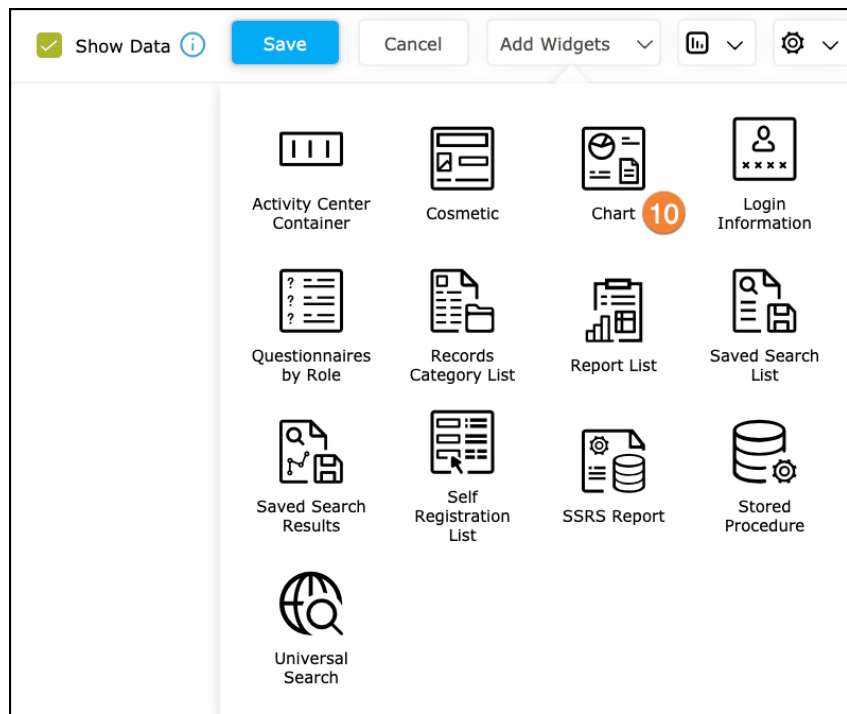 Show Data i Save Cancel Add Widgets
Activity Center
Container
Cosmetic
Chart 10
Login
Information
Questionnaires
by Role
Records
Category List
Report List
Saved Search
List
Saved Search
Results
Self
Registration
List
SSRS Report
Stored
Procedure
Universal
Search